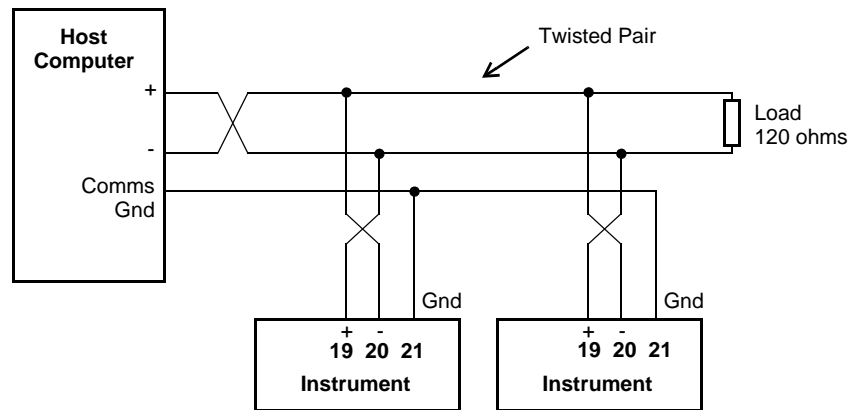 Host
Computer
Twisted Pair
+
-
Load
120 ohms
Comms
Gnd
Gnd
Gnd
+ -
19 20 21
Instrument
+ -
19 20 21
Instrument